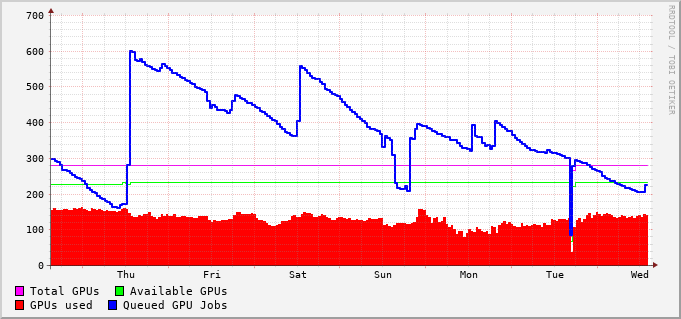 700
600
500
400
300
200
100
0
Thu Fri Sat Sun Mon Tue Wed
Total GPUs Available GPUs
GPUs used Queued GPU Jobs
RRDTOOL / TOBI OETIKER